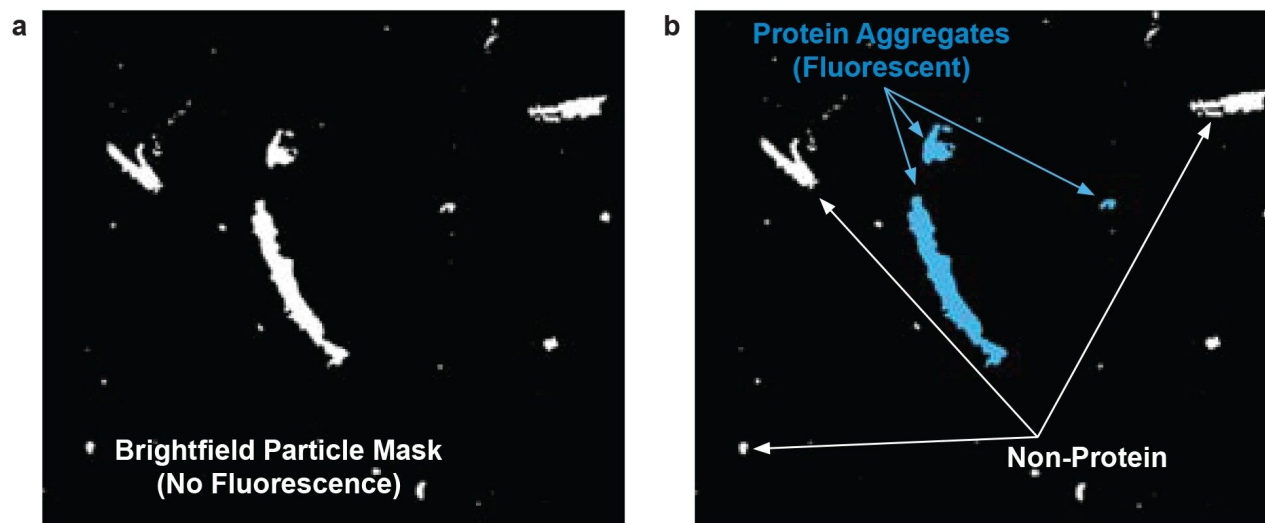 a
Brightfield Particle Mask
(No Fluorescence)
b
Protein Aggregates
(Fluorescent)
Non-Protein